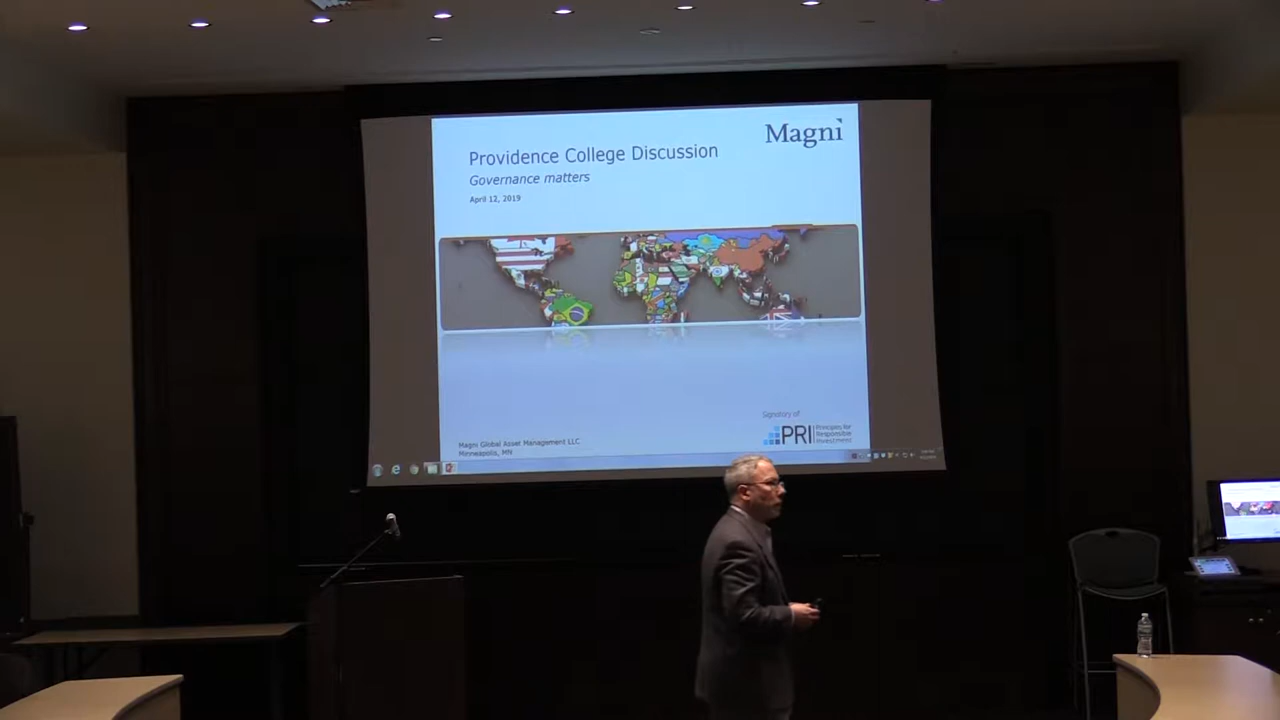 Magni
Providence College Discussion
Governance matters
April 12, 2019
Signatory of
PRI
Principles for
Responsible
Investment
Magni Global Asset Management LLC
Minneapolis, MN